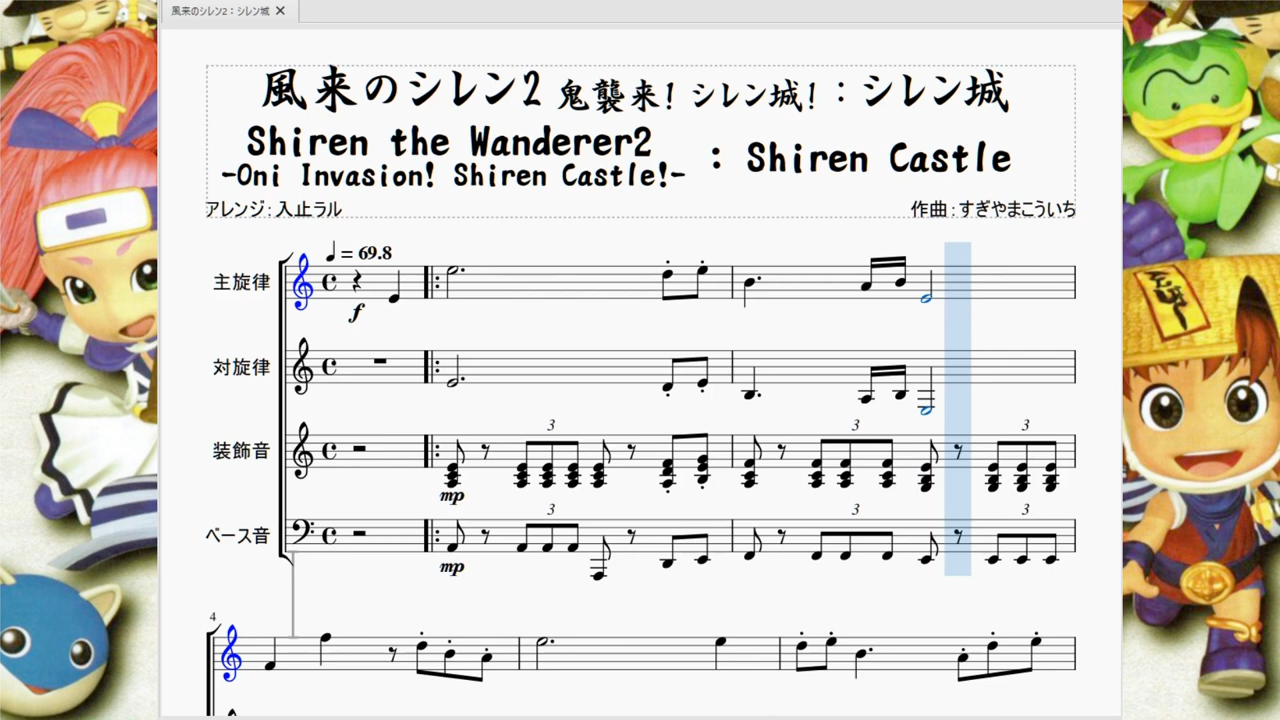 風来のシレン2：シレン城 ×
風来のシレン2 鬼襲来! シレン城! : シレン城
Shiren the Wanderer2
-Oni Invasion! Shiren Castle!-
: Shiren Castle
アレンジ : 入止ラル
作曲 : すぎやまこういち
= 69.8
主旋律
f
対旋律
3 3 3
装飾音
mp
3 3 3
ベース音
mp
4